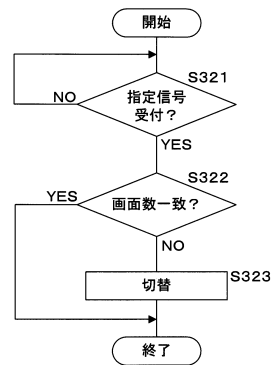 開始
S321
NO
指定信号
受付？
YES
S322
YES
画面数一致？
NO
S323
切替
終了